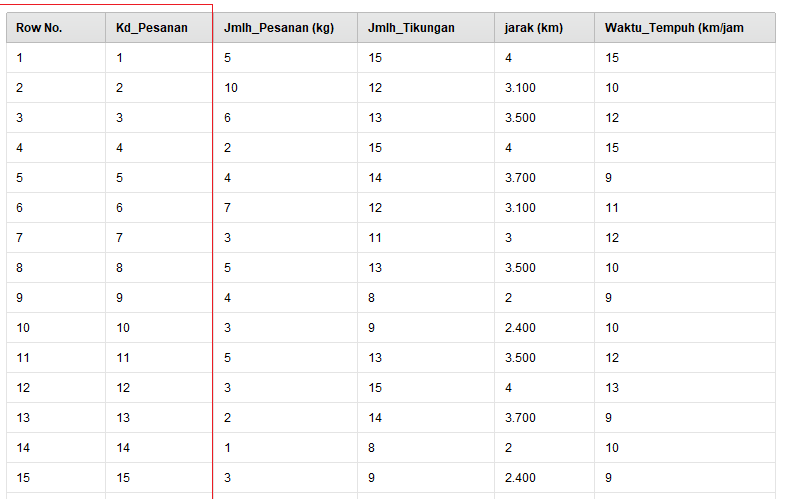 Row No. Kd_Pesanan Jmlh_Pesanan (kg) Jmlh_Tikungan jarak (km) Waktu_Tempuh (km/jam
1 1 5 15 4 15
2 2 10 12 3.100 10
3 3 6 13 3.500 12
4 4 2 15 4 15
5 5 4 14 3.700 9
6 6 7 12 3.100 11
7 7 3 11 3 12
8 8 5 13 3.500 10
9 9 4 8 2 9
10 10 3 9 2.400 10
11 11 5 13 3.500 12
12 12 3 15 4 13
13 13 2 14 3.700 9
14 14 1 8 2 10
15 15 3 9 2.400 9